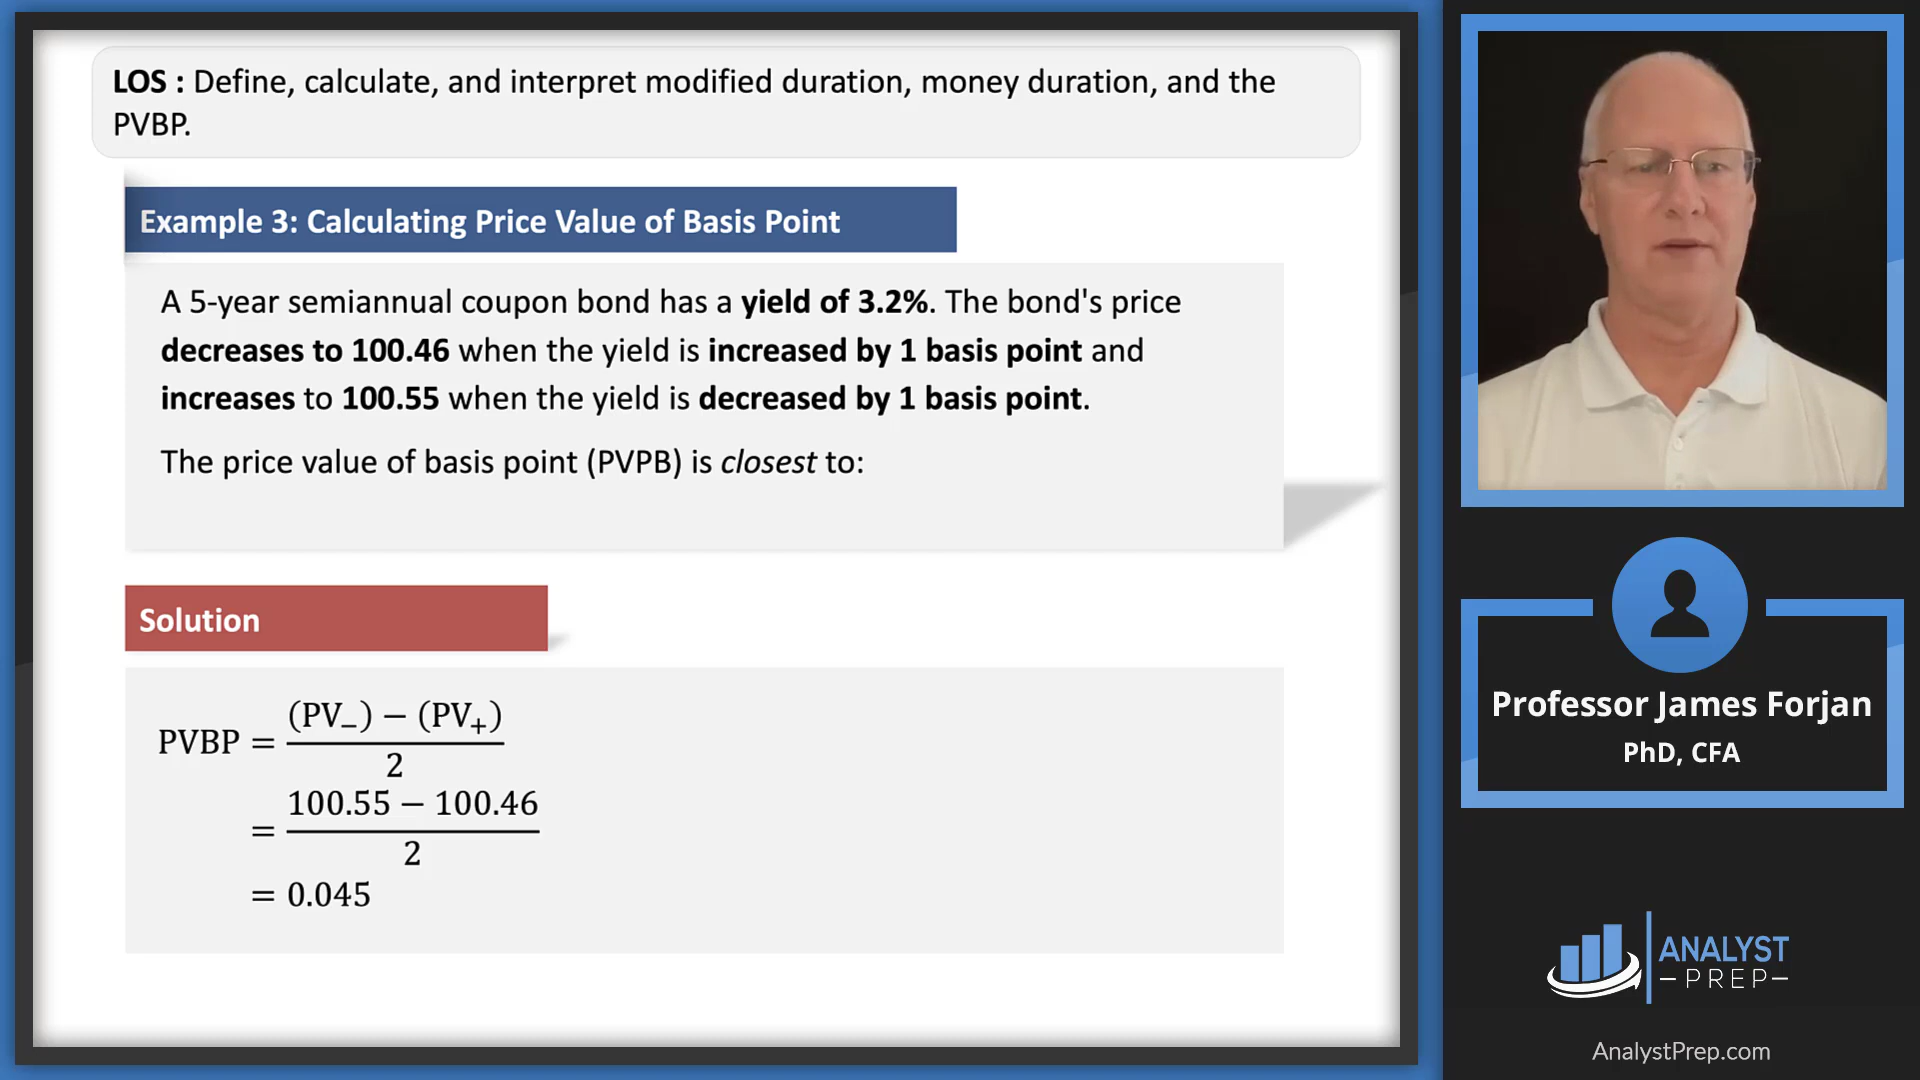 LOS : Define, calculate, and interpret modified duration, money duration, and the
PVBP.
Example 3: Calculating Price Value of Basis Point
A 5-year semiannual coupon bond has a yield of 3.2%. The bond's price
decreases to 100.46 when the yield is increased by 1 basis point and
increases to 100.55 when the yield is decreased by 1 basis point.
The price value of basis point (PVPB) is closest to:
Solution
PVBP = (PV₋) − (PV₊)
2
= 100.55 − 100.46
2
= 0.045
Professor James Forjan
PhD, CFA
ANALYST
PREP
AnalystPrep.com